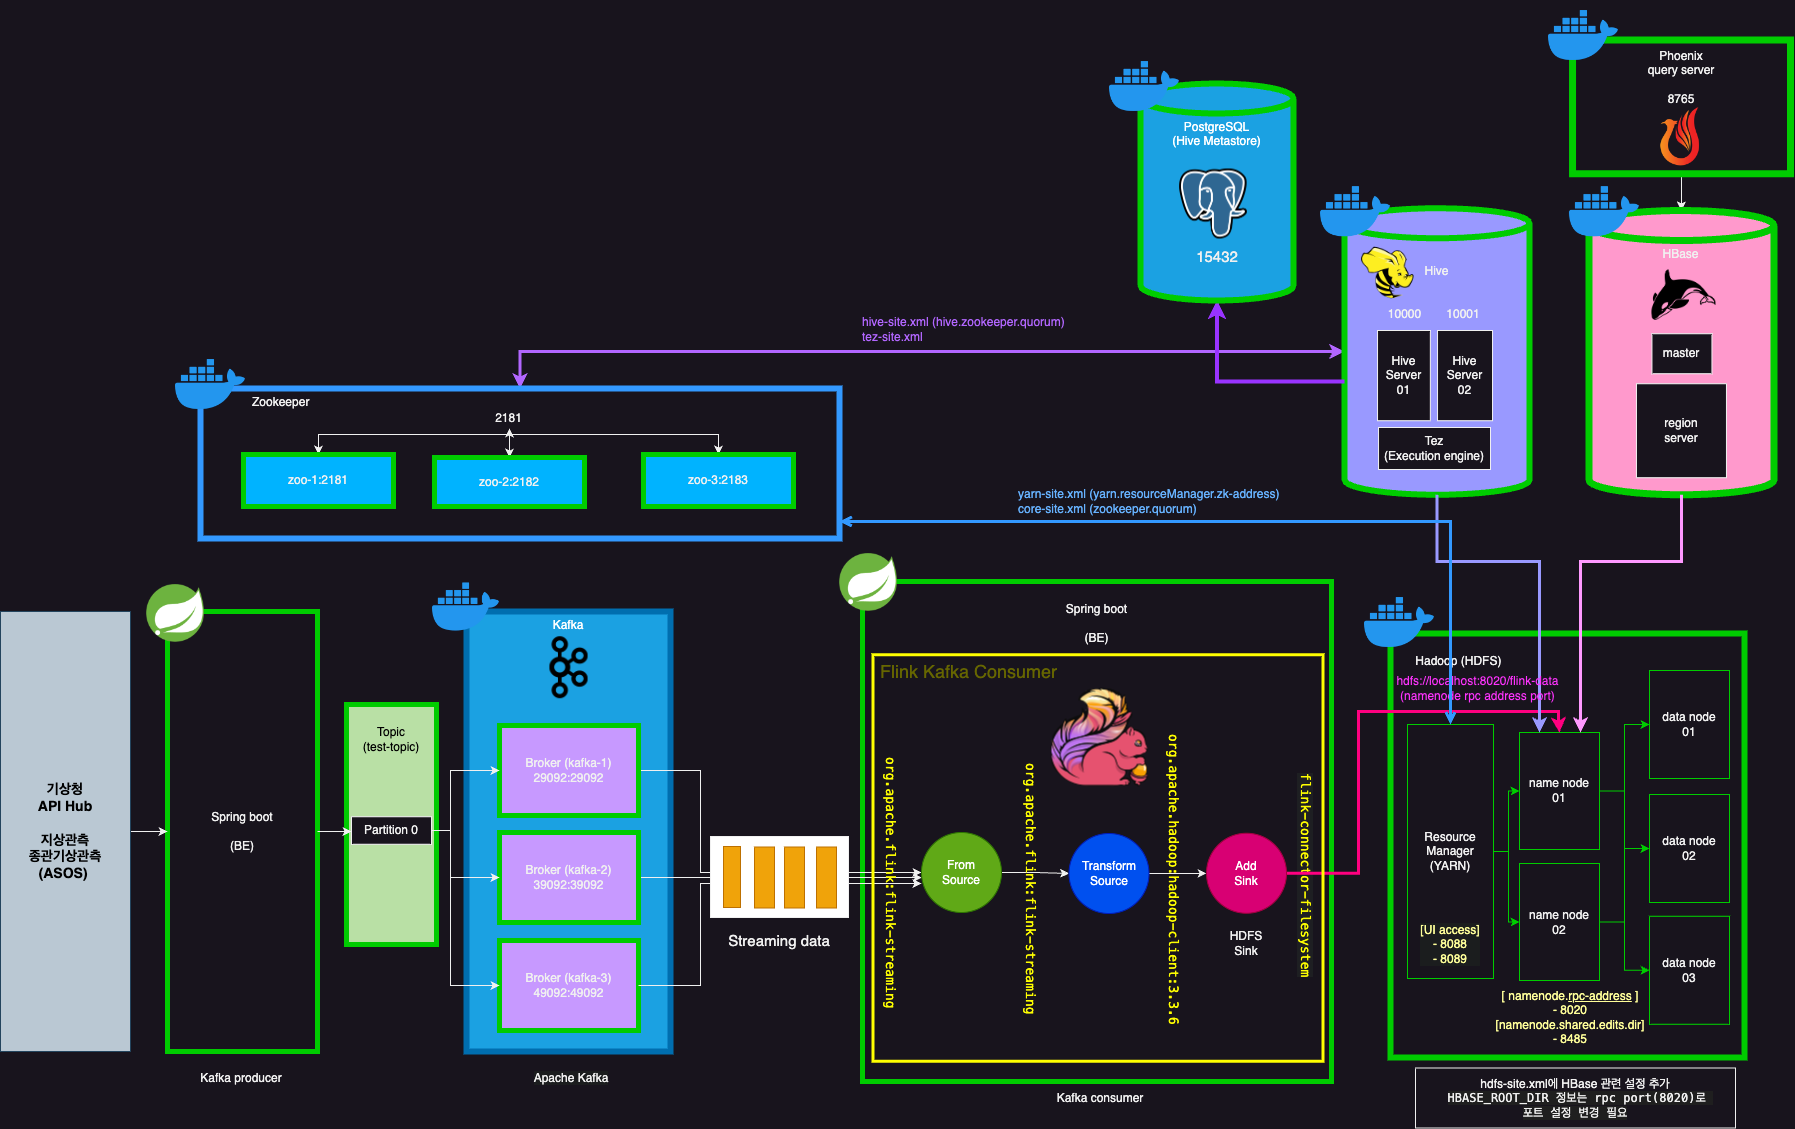 Phoenix
query server
8765
PostgreSQL
(Hive Metastore)
15432
Hive
10000
10001
Hive
Server
01
Hive
Server
02
Tez
(Execution engine)
HBase
master
region
server
hive-site.xml (hive.zookeeper.quorum)
tez-site.xml
Zookeeper
2181
zoo-1:2181
zoo-2:2182
zoo-3:2183
yarn-site.xml (yarn.resourceManager.zk-address)
core-site.xml (zookeeper.quorum)
기상청
API Hub
지상관측
종관기상관측
(ASOS)
Spring boot
(BE)
Kafka producer
Topic
(test-topic)
Partition 0
Kafka
Broker (kafka-1)
29092:29092
Broker (kafka-2)
39092:39092
Broker (kafka-3)
49092:49092
Apache Kafka
Streaming data
Spring boot
(BE)
Flink Kafka Consumer
org.apache.flink:flink-streaming
From
Source
org.apache.flink:flink-streaming
Transform
Source
org.apache.hadoop:hadoop-client:3.3.6
Add
Sink
HDFS
Sink
flink-connector-filesystem
Kafka consumer
Hadoop (HDFS)
hdfs://localhost:8020/flink-data
(namenode rpc address port)
Resource
Manager
(YARN)
[UI access]
- 8088
- 8089
name node
01
name node
02
[ namenode.rpc-address ]
- 8020
[namenode.shared.edits.dir]
- 8485
data node
01
data node
02
data node
03
hdfs-site.xml에 HBase 관련 설정 추가
HBASE_ROOT_DIR 정보는 rpc port(8020)로
포트 설정 변경 필요